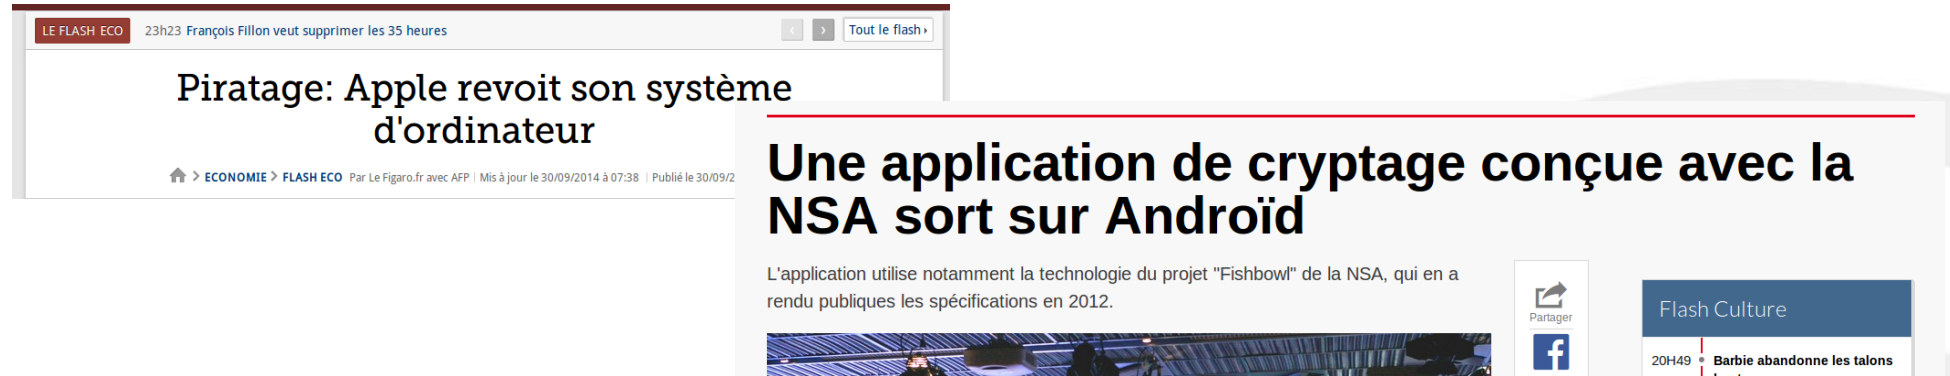 LE FLASH ECO 23h23 François Fillon veut supprimer les 35 heures Tout le flash
Piratage: Apple revoit son système
d'ordinateur
ECONOMIE FLASH ECO Par Le Figaro.fr avec AFP | Mis à jour le 30/09/2014 à 07:38 | Publié le 30/09/2
Une application de cryptage conçue avec la
NSA sort sur Androïd
L'application utilise notamment la technologie du projet "Fishbowl" de la NSA, qui en a
rendu publiques les spécifications en 2012.
Partager
Flash Culture
20H49 Barbie abandonne les talons